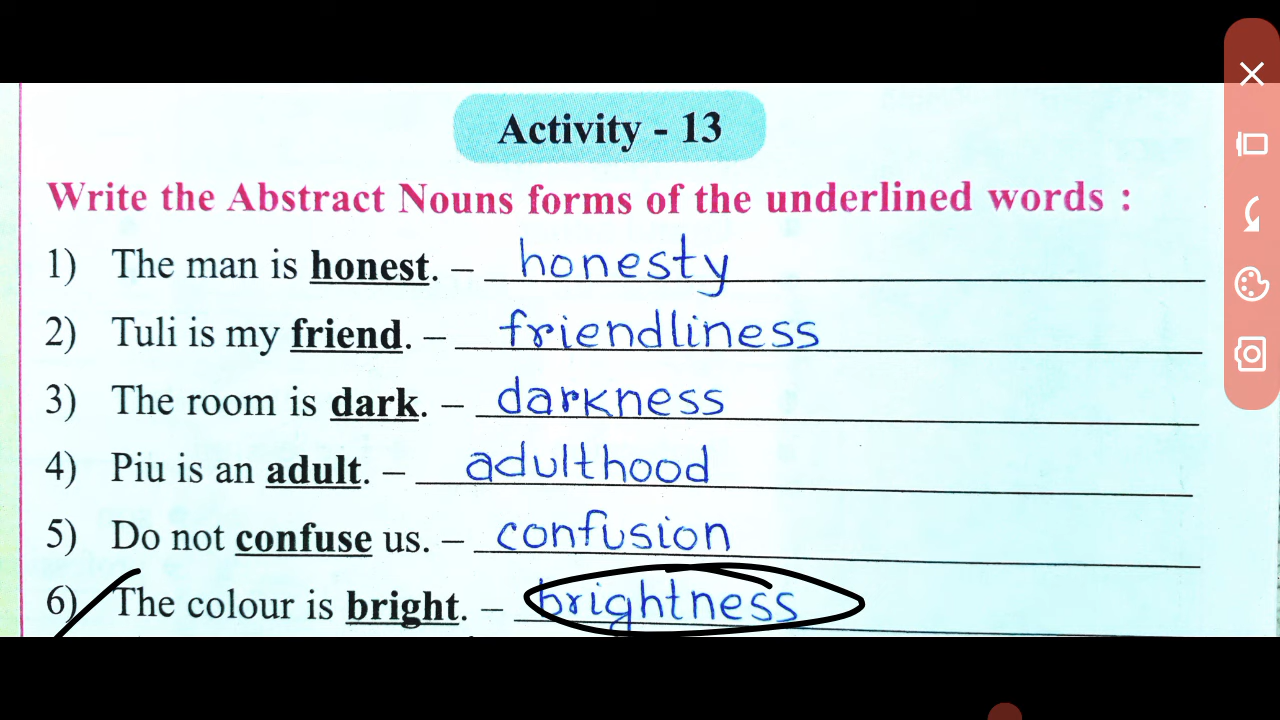 Activity - 13
Write the Abstract Nouns forms of the underlined words :
1) The man is honest. – honesty
2) Tuli is my friend. – friendliness
3) The room is dark. – darkness
4) Piu is an adult. – adulthood
5) Do not confuse us. – confusion
6) The colour is bright. – brightness